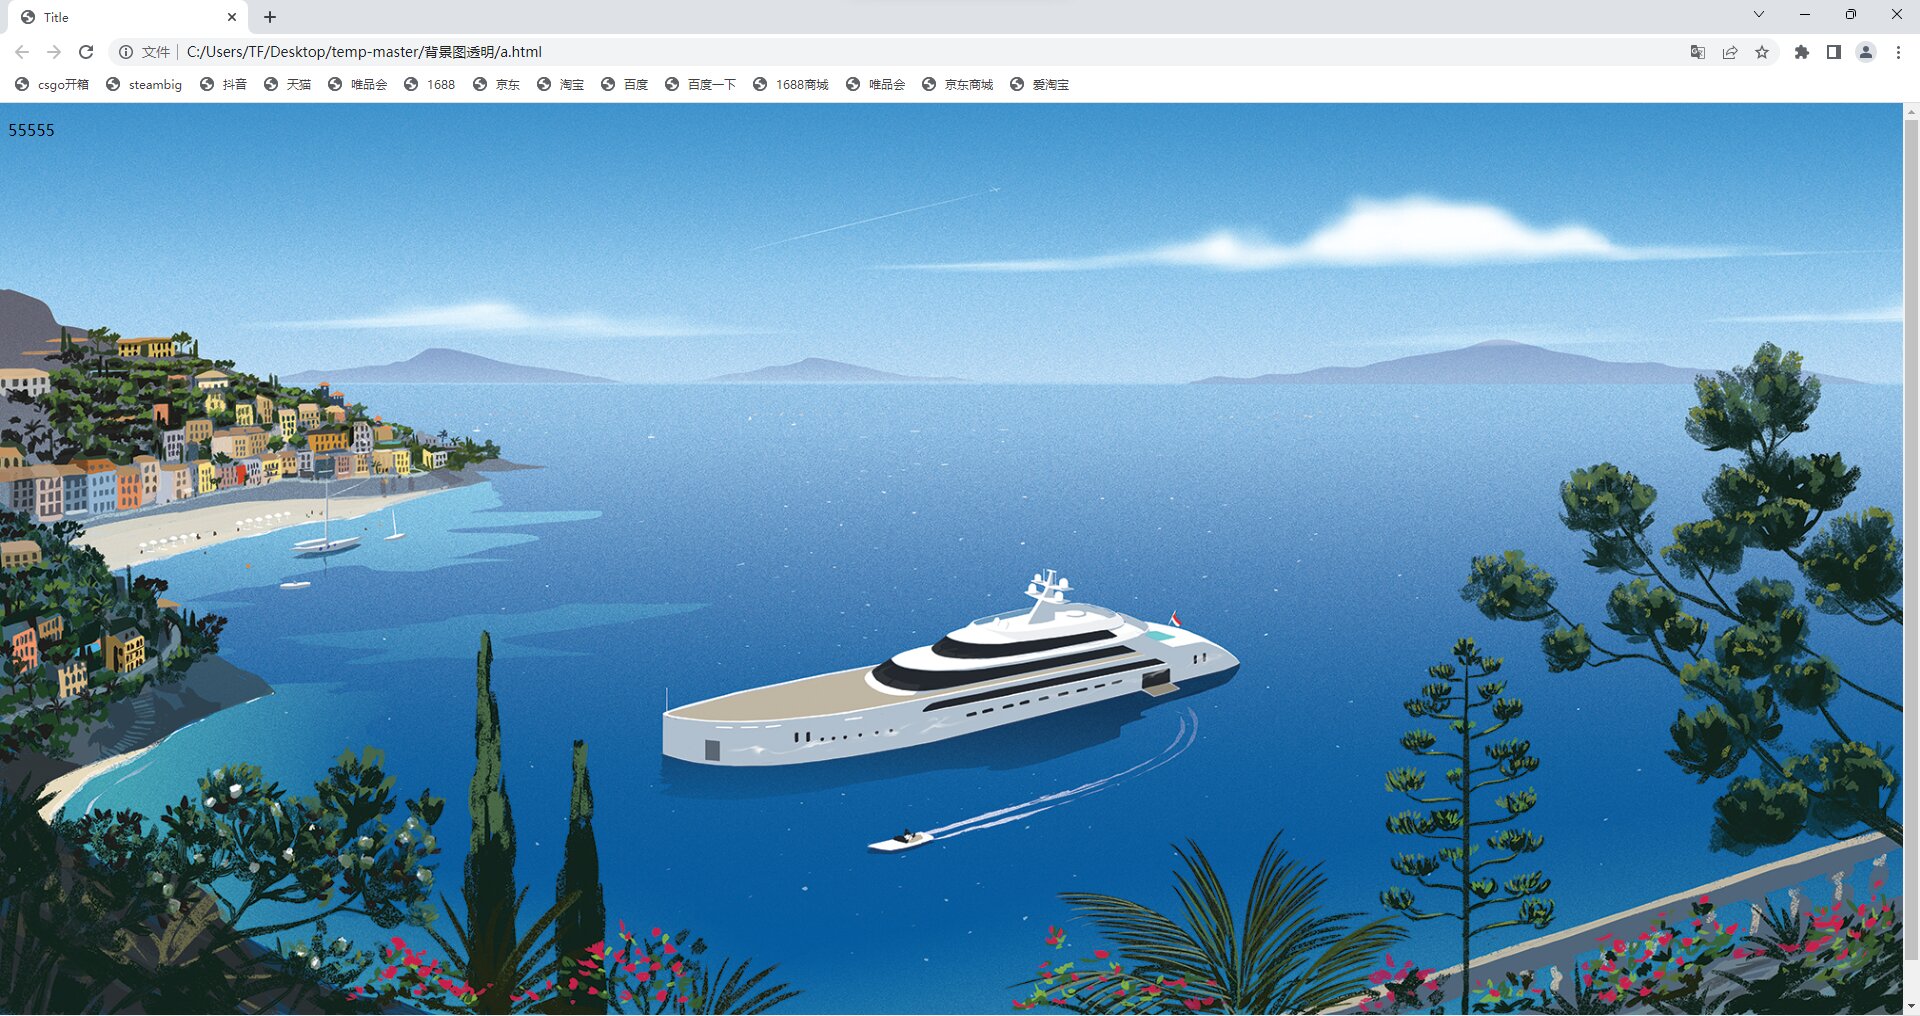 Title
文件 C:/Users/TF/Desktop/temp-master/背景图透明/a.html
csgo开箱 steambig 抖音 天猫 唯品会 1688 京东 淘宝 百度 百度一下 1688商城 唯品会 京东商城 爱淘宝
55555